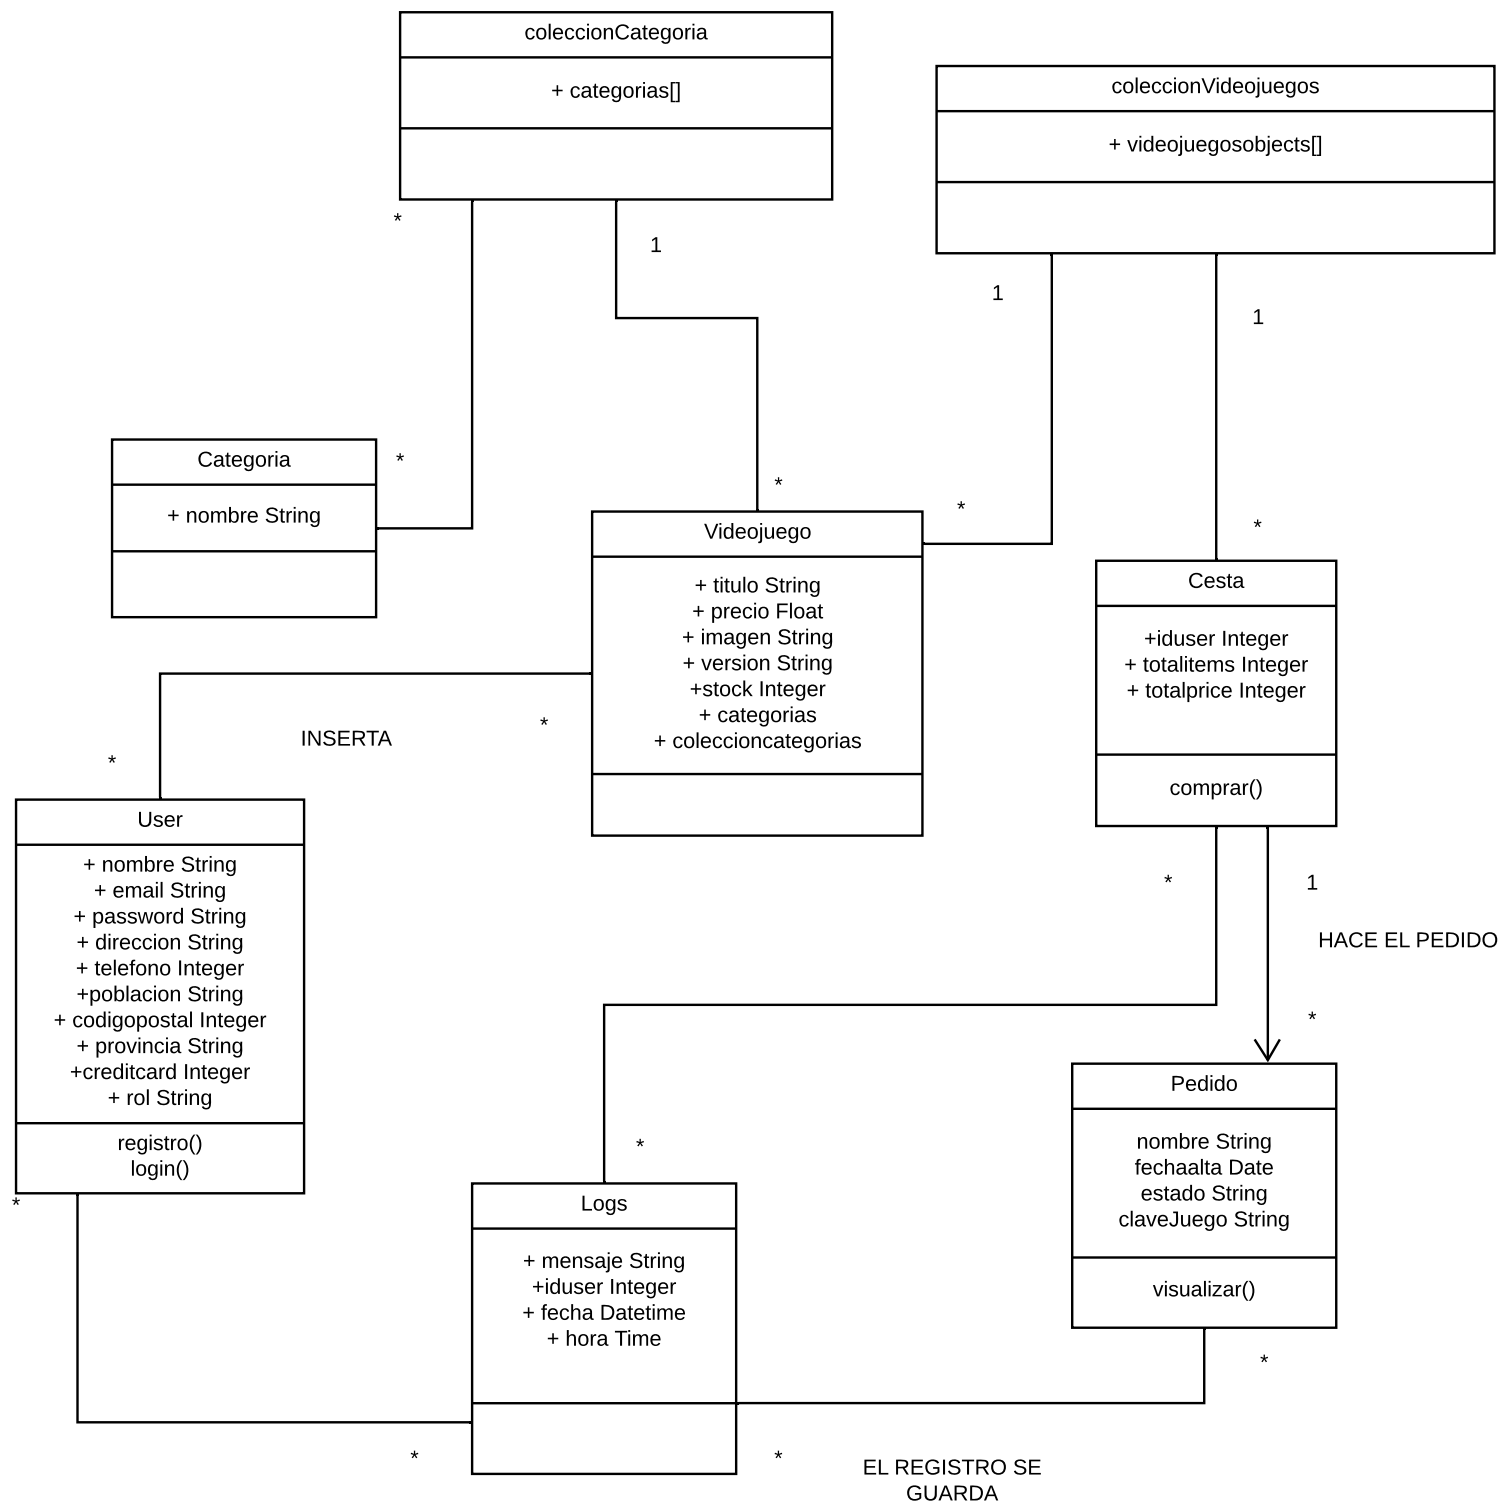 coleccionCategoria
+ categorias[]
coleccionVideojuegos
+ videojuegosobjects[]
*
1
1
1
Categoria
+ nombre String
*
*
*
*
Videojuego
+ titulo String
+ precio Float
+ imagen String
+ version String
+stock Integer
+ categorias
+ coleccioncategorias
Cesta
+iduser Integer
+ totalitems Integer
+ totalprice Integer
comprar()
*
INSERTA
*
User
+ nombre String
+ email String
+ password String
+ direccion String
+ telefono Integer
+poblacion String
+ codigopostal Integer
+ provincia String
+creditcard Integer
+ rol String
registro()
login()
*
1
HACE EL PEDIDO
*
Pedido
nombre String
fechaalta Date
estado String
claveJuego String
visualizar()
*
*
Logs
+ mensaje String
+iduser Integer
+ fecha Datetime
+ hora Time
*
*
*
EL REGISTRO SE
GUARDA